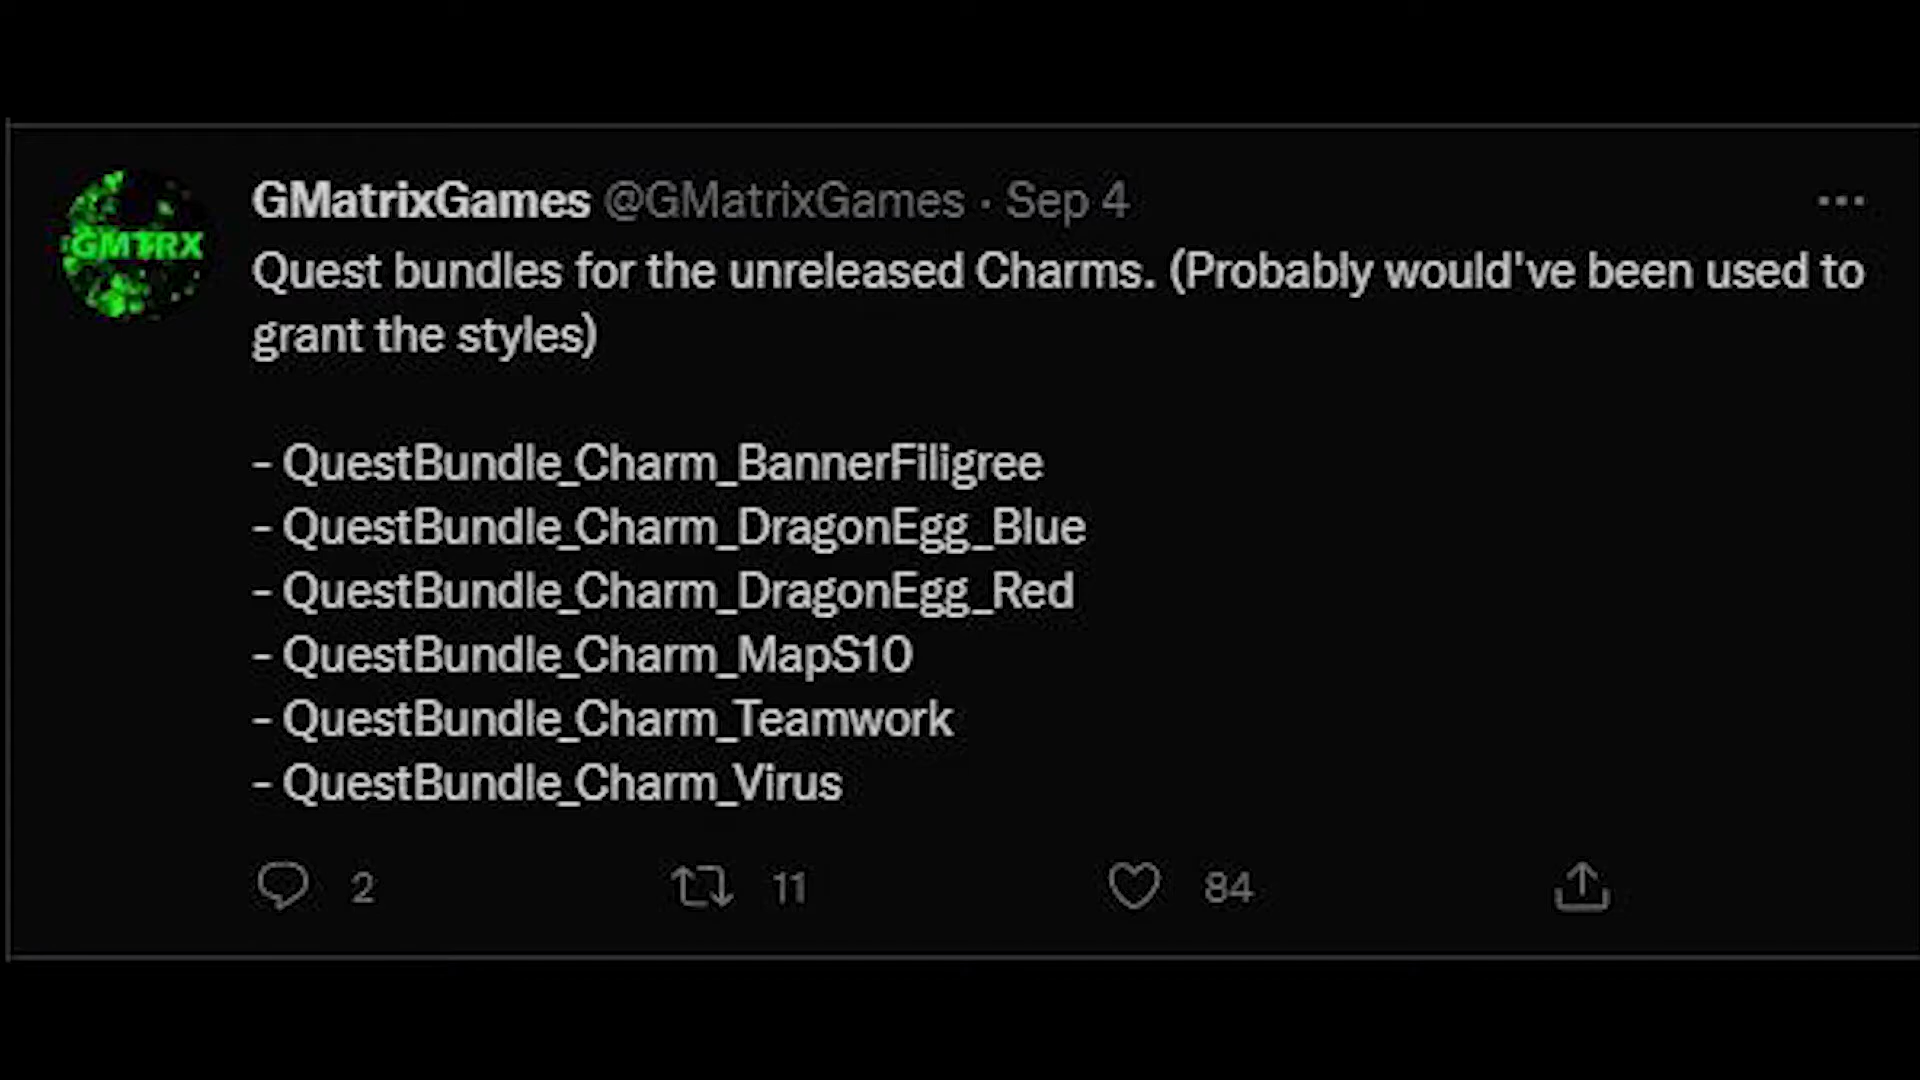 GMatrixGames @GMatrixGames · Sep 4
GMTRX
Quest bundles for the unreleased Charms. (Probably would've been used to
grant the styles)
- QuestBundle_Charm_BannerFiligree
- QuestBundle_Charm_DragonEgg_Blue
- QuestBundle_Charm_DragonEgg_Red
- QuestBundle_Charm_MapS10
- QuestBundle_Charm_Teamwork
- QuestBundle_Charm_Virus
2 11 84